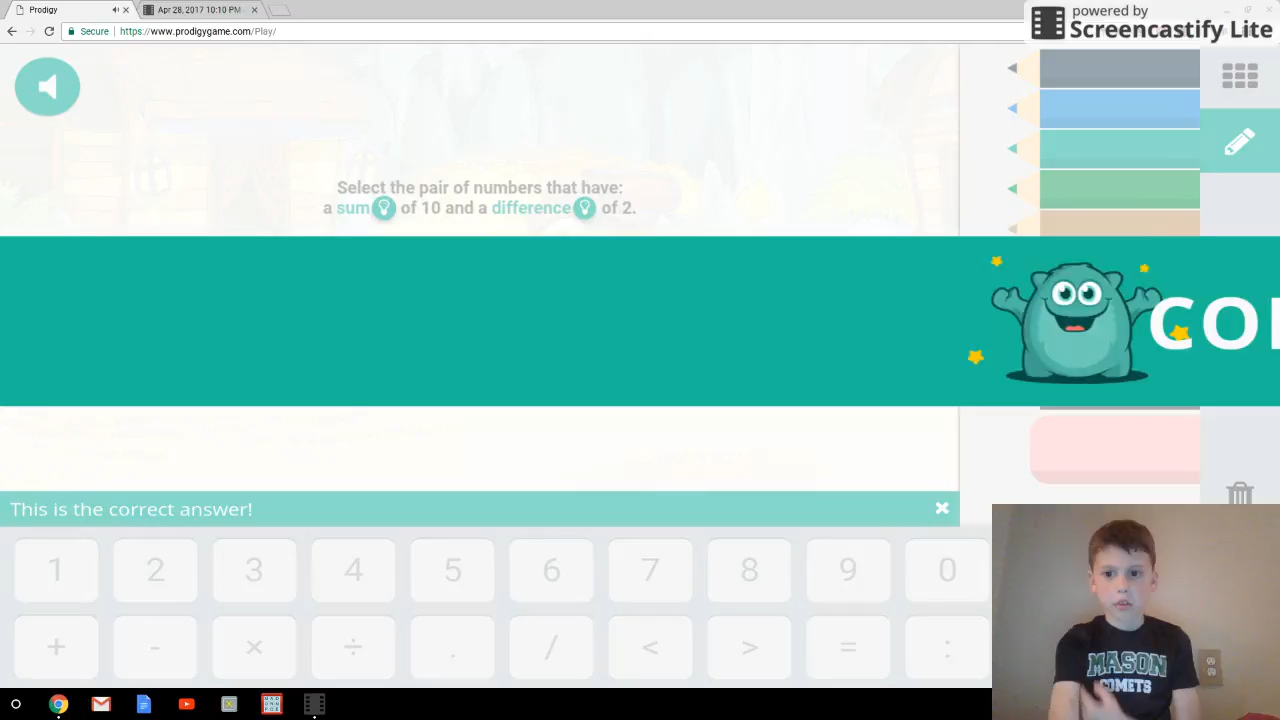 Prodigy
Apr 28, 2017 10:10 PM
powered by
Screencastify Lite
Secure https://www.prodigygame.com/Play/
Select the pair of numbers that have:
a sum of 10 and a difference of 2.
CO
This is the correct answer!
1 2 3 4 5 6 7 8 9 0
+ - × ÷ . / < > = :
MASON
COMETS